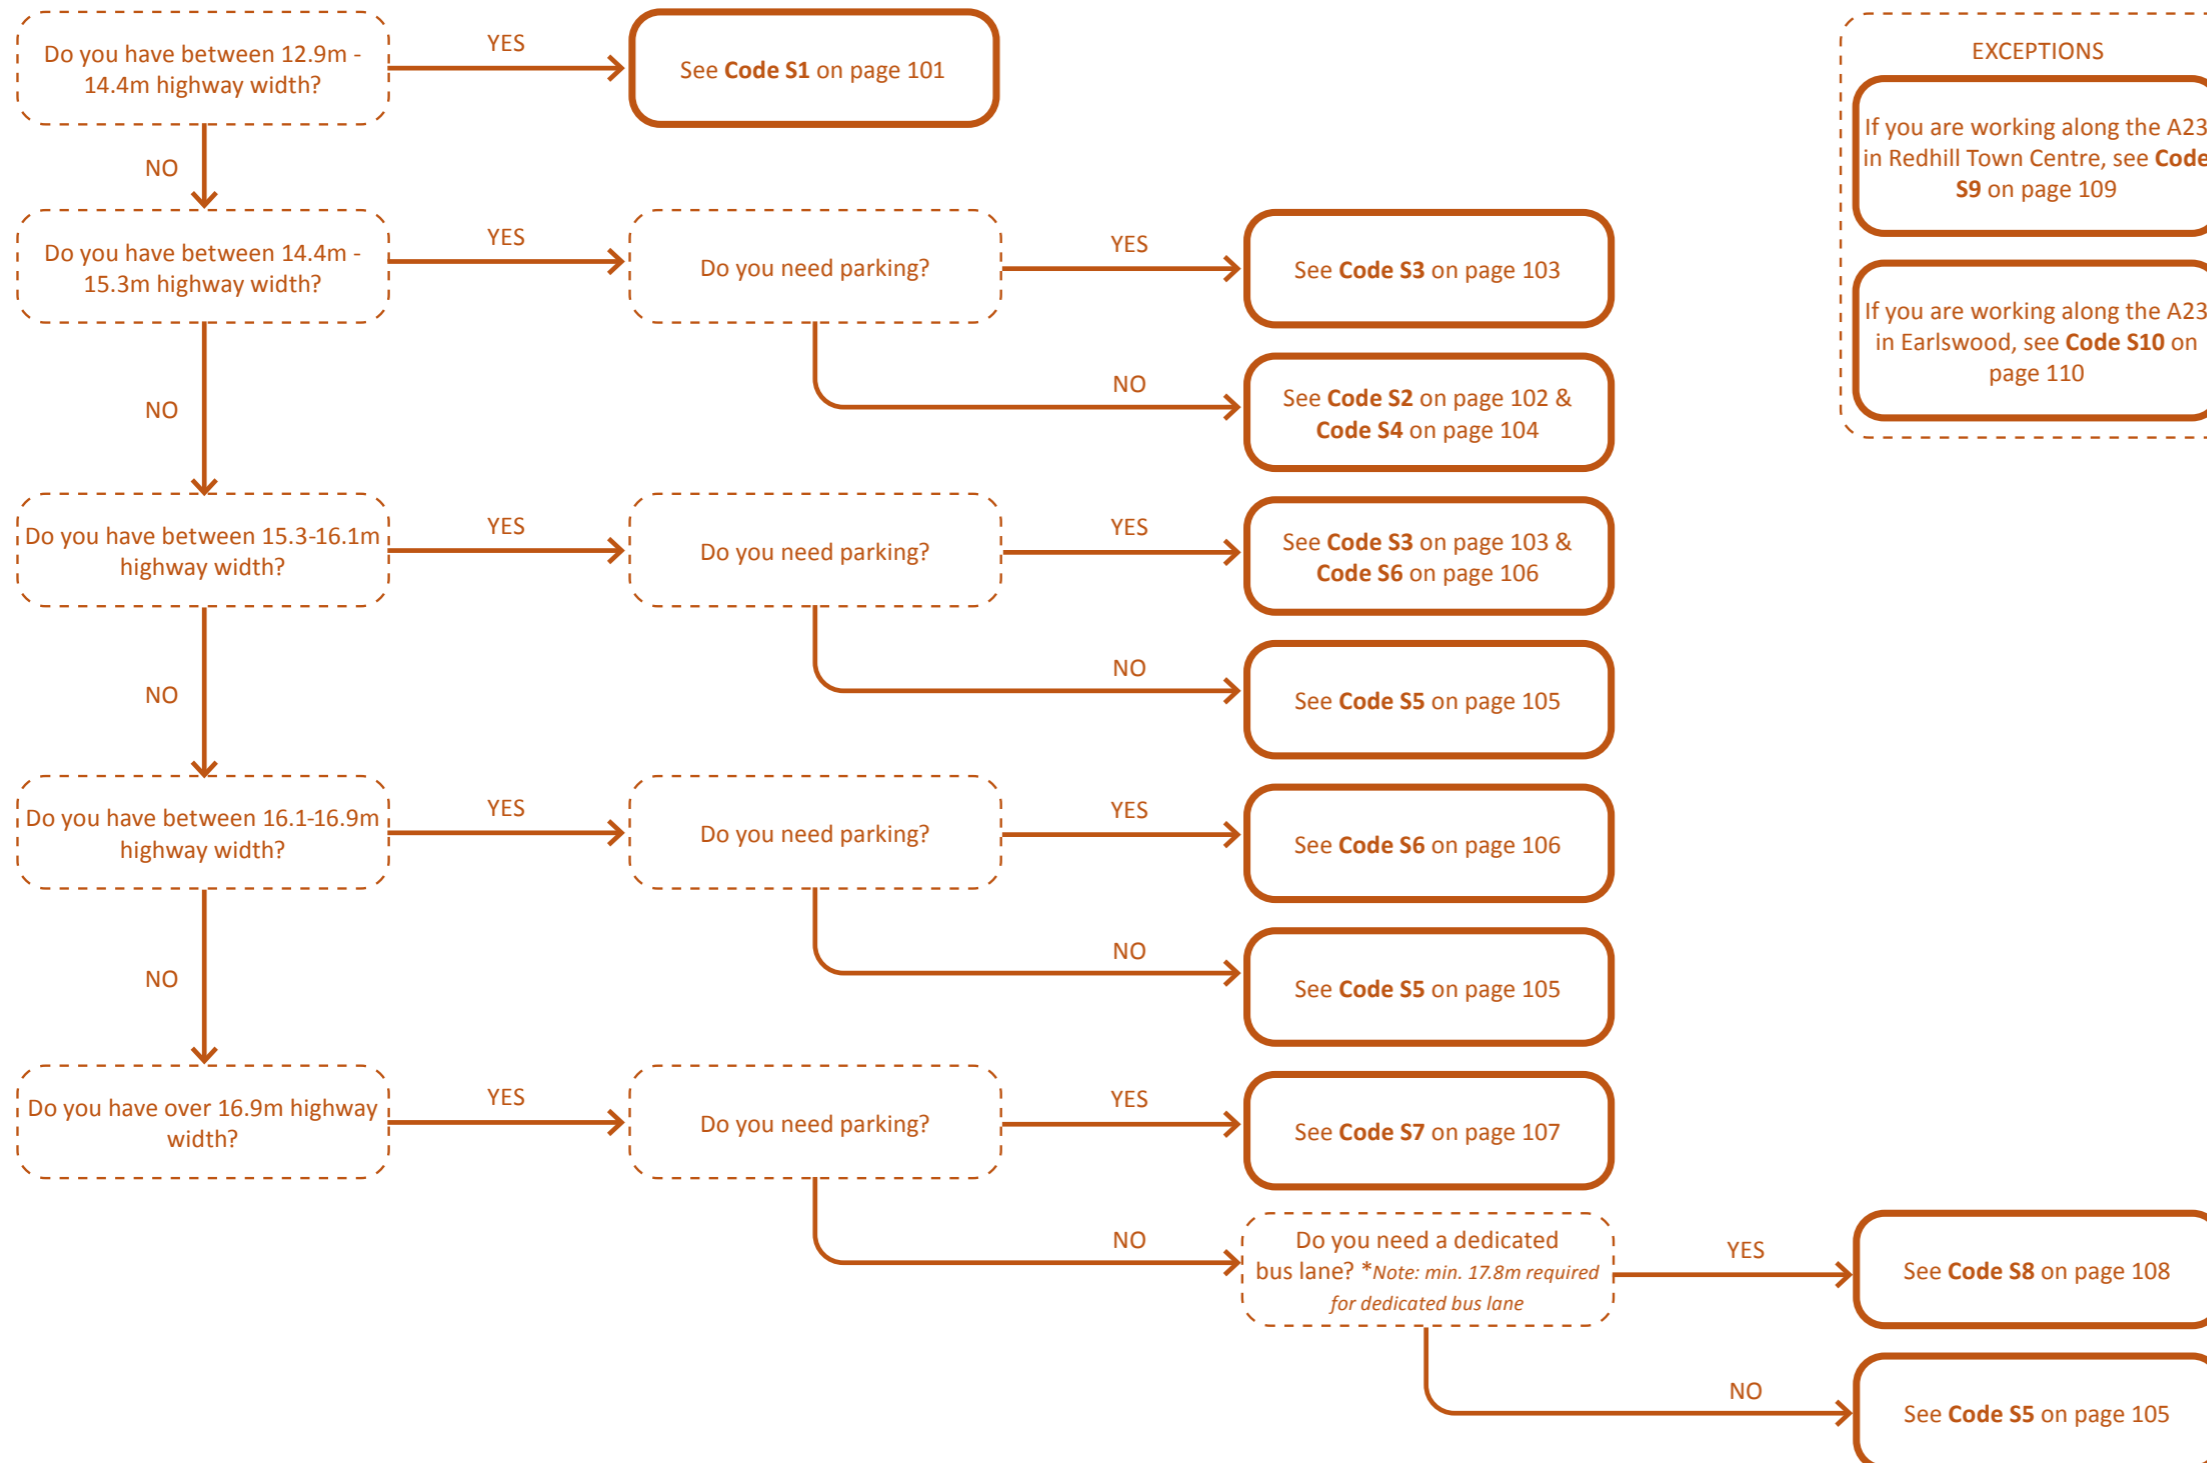 Do you have between 12.9m -
14.4m highway width?
YES
See Code S1 on page 101
NO
Do you have between 14.4m -
15.3m highway width?
YES
Do you need parking?
YES
See Code S3 on page 103
NO
See Code S2 on page 102 &
Code S4 on page 104
NO
Do you have between 15.3-16.1m
highway width?
YES
Do you need parking?
YES
See Code S3 on page 103 &
Code S6 on page 106
NO
See Code S5 on page 105
NO
Do you have between 16.1-16.9m
highway width?
YES
Do you need parking?
YES
See Code S6 on page 106
NO
See Code S5 on page 105
NO
Do you have over 16.9m highway
width?
YES
Do you need parking?
YES
See Code S7 on page 107
NO
Do you need a dedicated
bus lane? *Note: min. 17.8m required
for dedicated bus lane
YES
See Code S8 on page 108
NO
See Code S5 on page 105
EXCEPTIONS
If you are working along the A23
in Redhill Town Centre, see Code
S9 on page 109
If you are working along the A23
in Earlswood, see Code S10 on
page 110